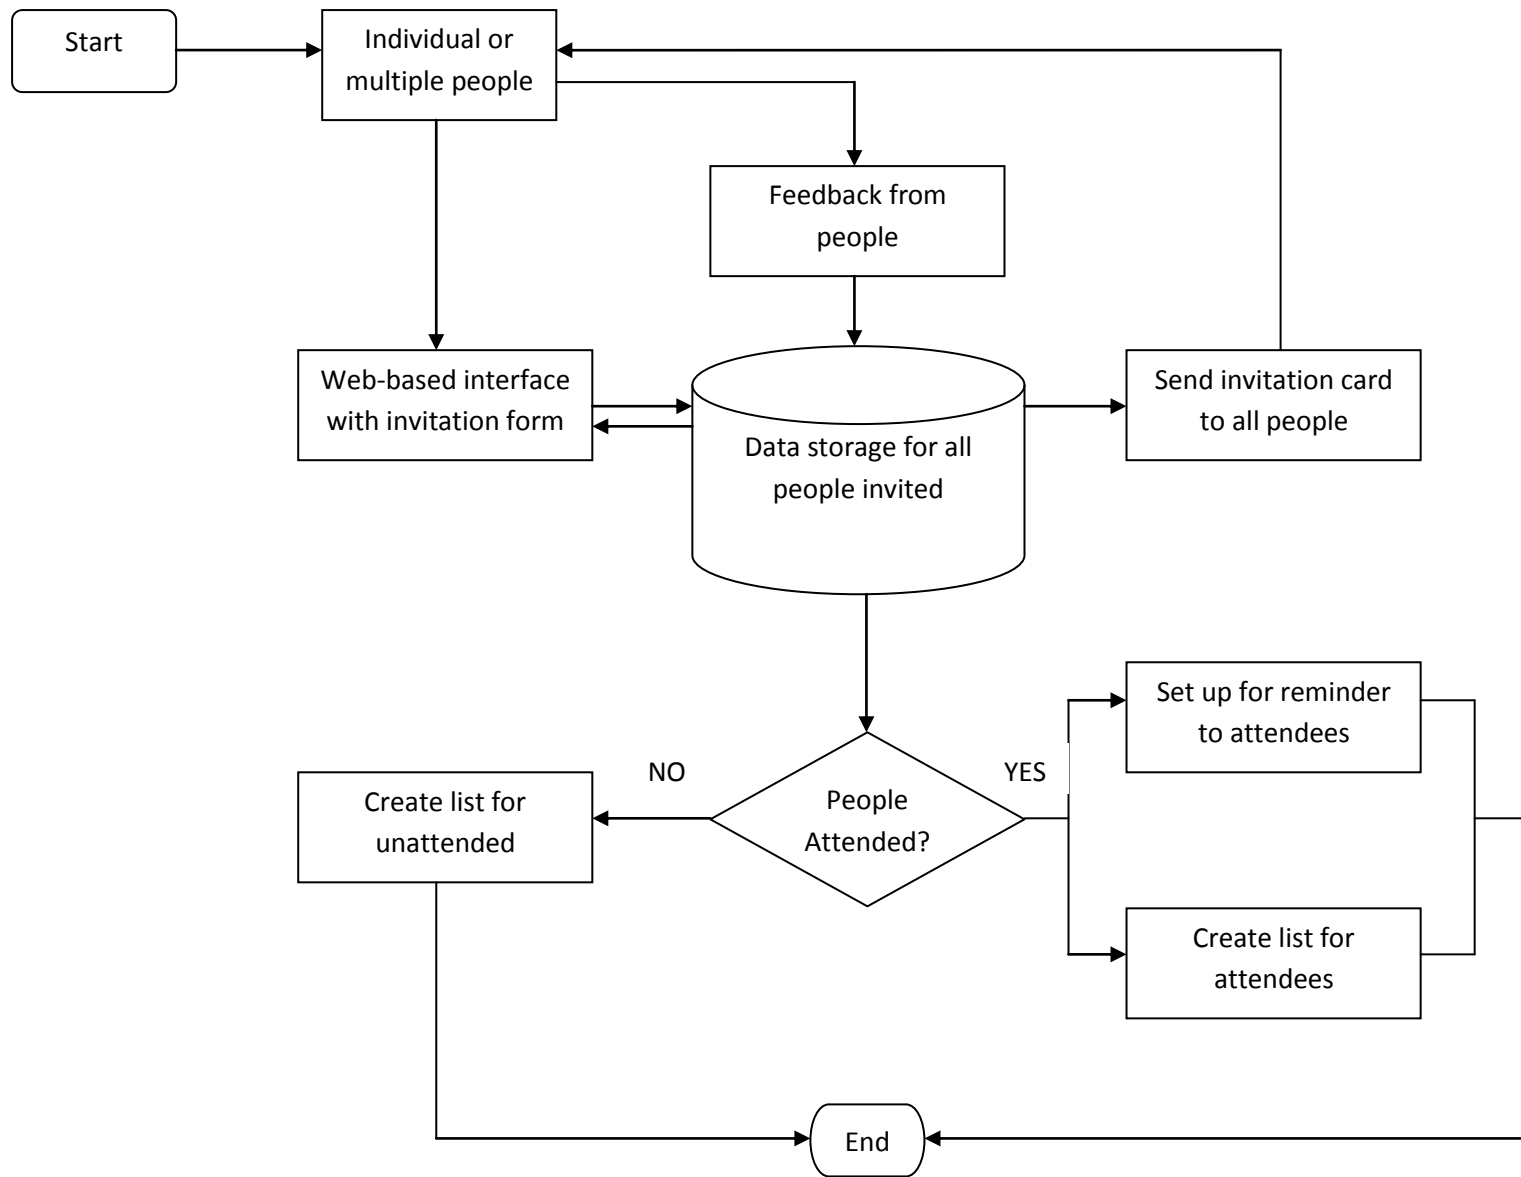 Start
Individual or
multiple people
Feedback from
people
Web-based interface
with invitation form
Data storage for all
people invited
Send invitation card
to all people
Set up for reminder
to attendees
NO
YES
Create list for
unattended
People
Attended?
Create list for
attendees
End